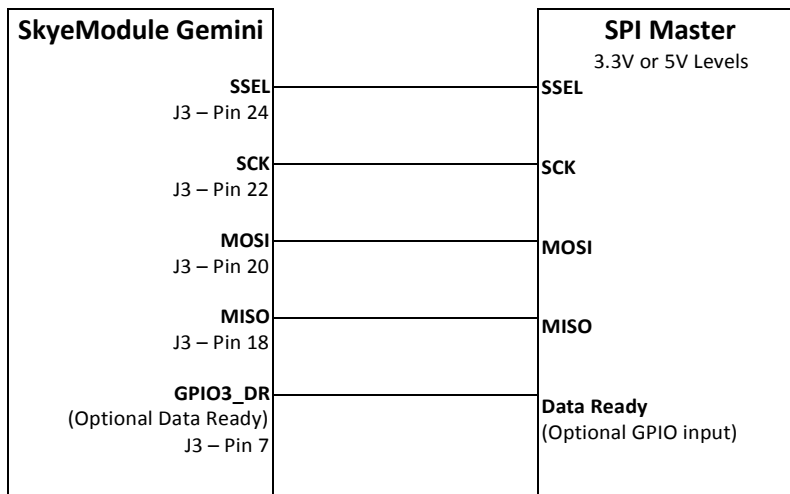 SkyeModule Gemini
SSEL
J3 – Pin 24
SCK
J3 – Pin 22
MOSI
J3 – Pin 20
MISO
J3 – Pin 18
GPIO3_DR
(Optional Data Ready)
J3 – Pin 7
SPI Master
3.3V or 5V Levels
SSEL
SCK
MOSI
MISO
Data Ready
(Optional GPIO input)